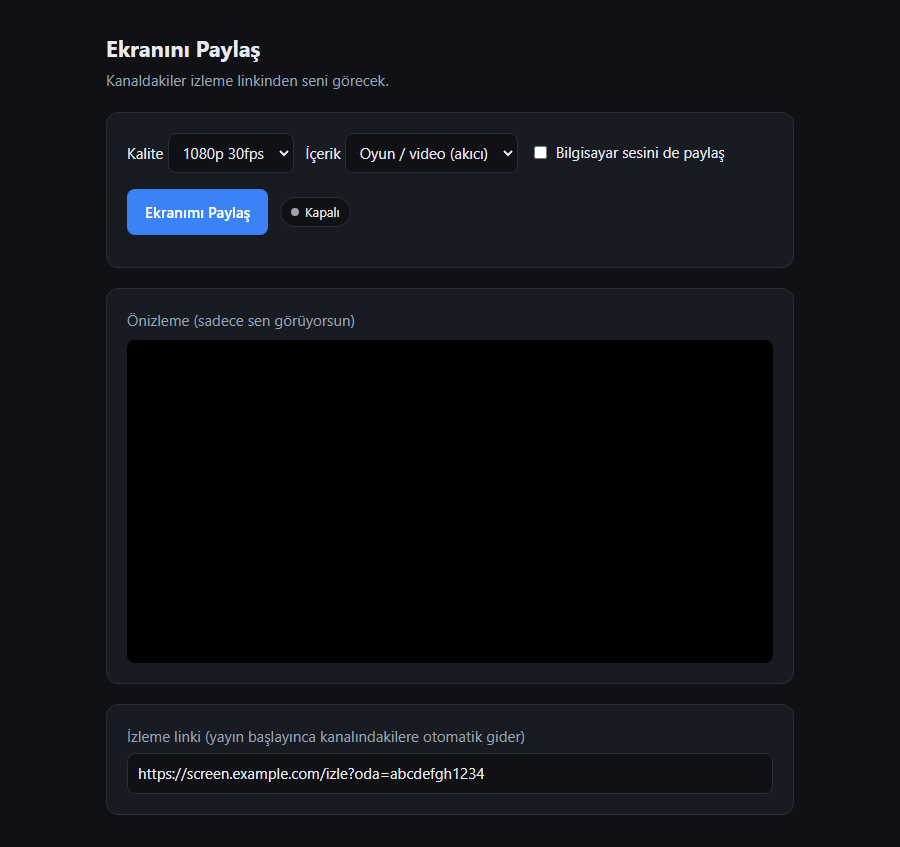 Ekranını Paylaş
Kanaldakiler izleme linkinden seni görecek.
Kalite 1080p 30fps İçerik Oyun / video (akıcı) Bilgisayar sesini de paylaş
Ekranımı Paylaş Kapalı
Önizleme (sadece sen görüyorsun)
İzleme linki (yayın başlayınca kanalındakilere otomatik gider)
https://screen.example.com/izle?oda=abcdefgh1234